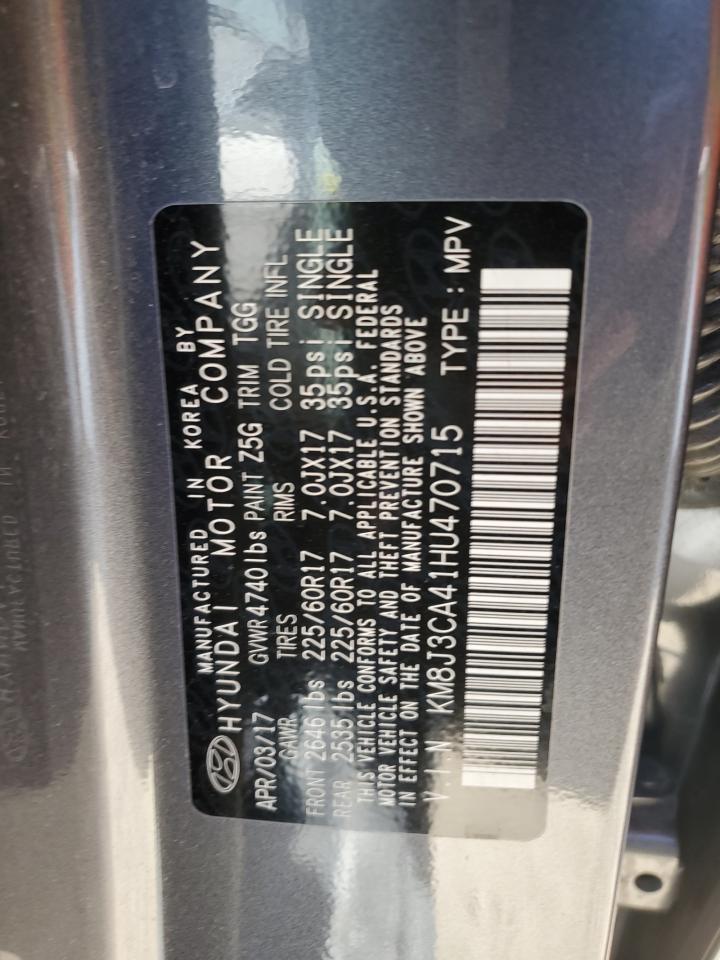 MANUFACTURED IN KOREA BY
HYUNDAI MOTOR COMPANY
APR/03/17 GVWR 4740lbs PAINT Z5G TRIM TGG
GAWR TIRES RIMS COLD TIRE INFL
FRONT 2646lbs 225/60R17 7.0JX17 35psi SINGLE
REAR 2535lbs 225/60R17 7.0JX17 35psi SINGLE
THIS VEHICLE CONFORMS TO ALL APPLICABLE U.S.A. FEDERAL
MOTOR VEHICLE SAFETY AND THEFT PREVENTION STANDARDS
IN EFFECT ON THE DATE OF MANUFACTURE SHOWN ABOVE
V.I.N KM8J3CA41HU470715 TYPE : MPV